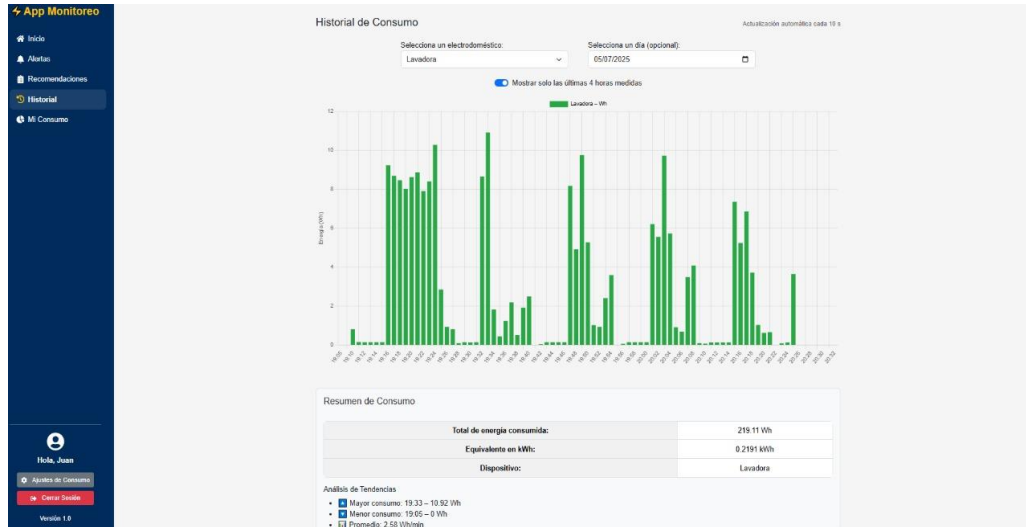 App Monitoreo
Inicio
Alertas
Recomendaciones
Historial
Mi Consumo
Hola, Juan
Ajustes de Consumo
Cerrar Sesión
Versión 1.0
Historial de Consumo
Actualización automática cada 10 s
Selecciona un electrodoméstico:
Selecciona un día (opcional):
Lavadora
05/07/2025
Mostrar solo las últimas 4 horas medidas
Lavadora – Wh
Energía (Wh)
12
10
8
6
4
2
0
Resumen de Consumo
Total de energía consumida: 219.11 Wh
Equivalente en kWh: 0.2191 kWh
Dispositivo: Lavadora
Análisis de Tendencias
Mayor consumo: 19:33 – 10.92 Wh
Menor consumo: 19:05 – 0 Wh
Promedio: 2.58 Wh/min